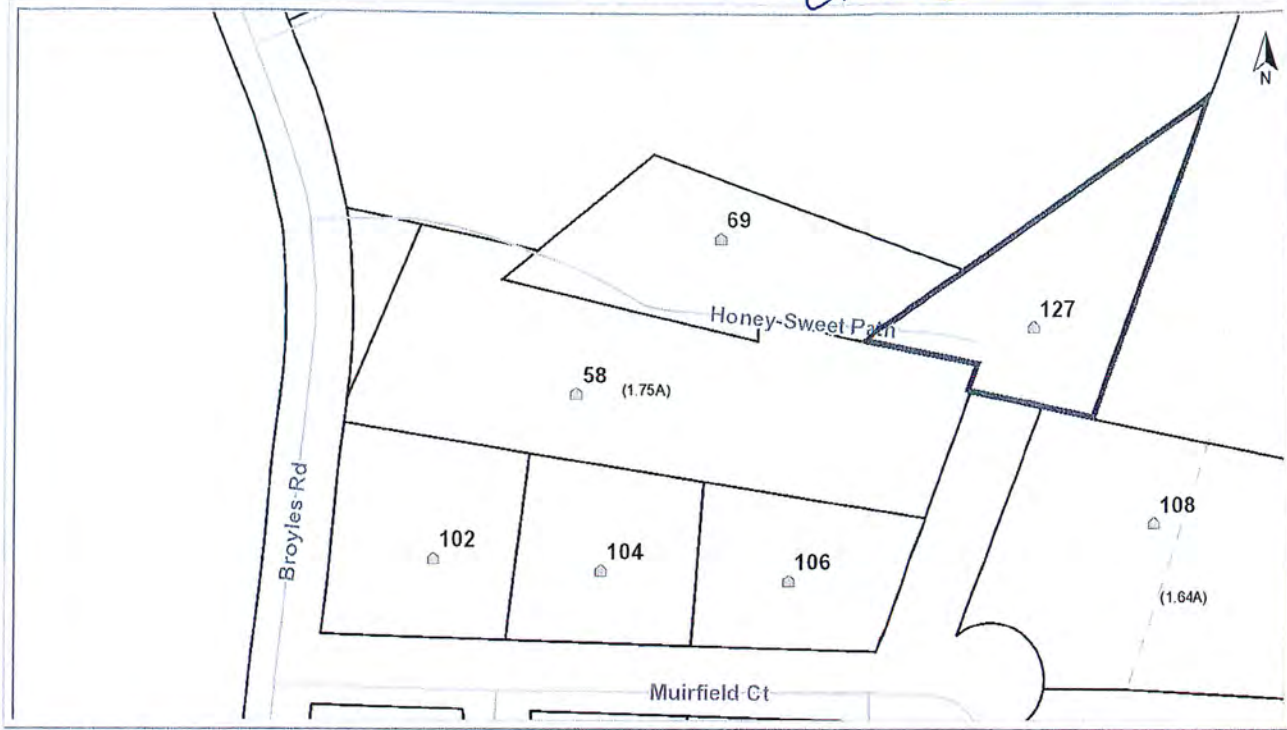 N
69
Honey-Sweet Path
127
58 (1.75A)
Broyles Rd
102
104
106
108
(1.64A)
Muirfield Ct